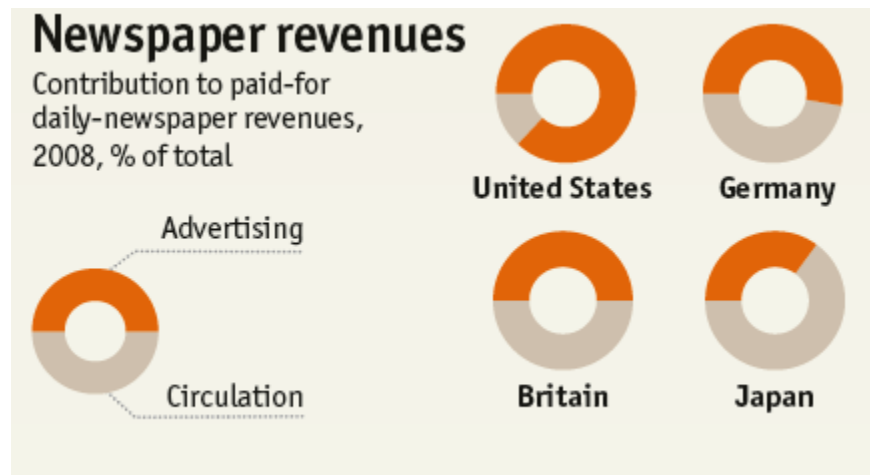 Newspaper revenues
Contribution to paid-for
daily-newspaper revenues,
2008, % of total
Advertising
Circulation
United States
Germany
Britain
Japan